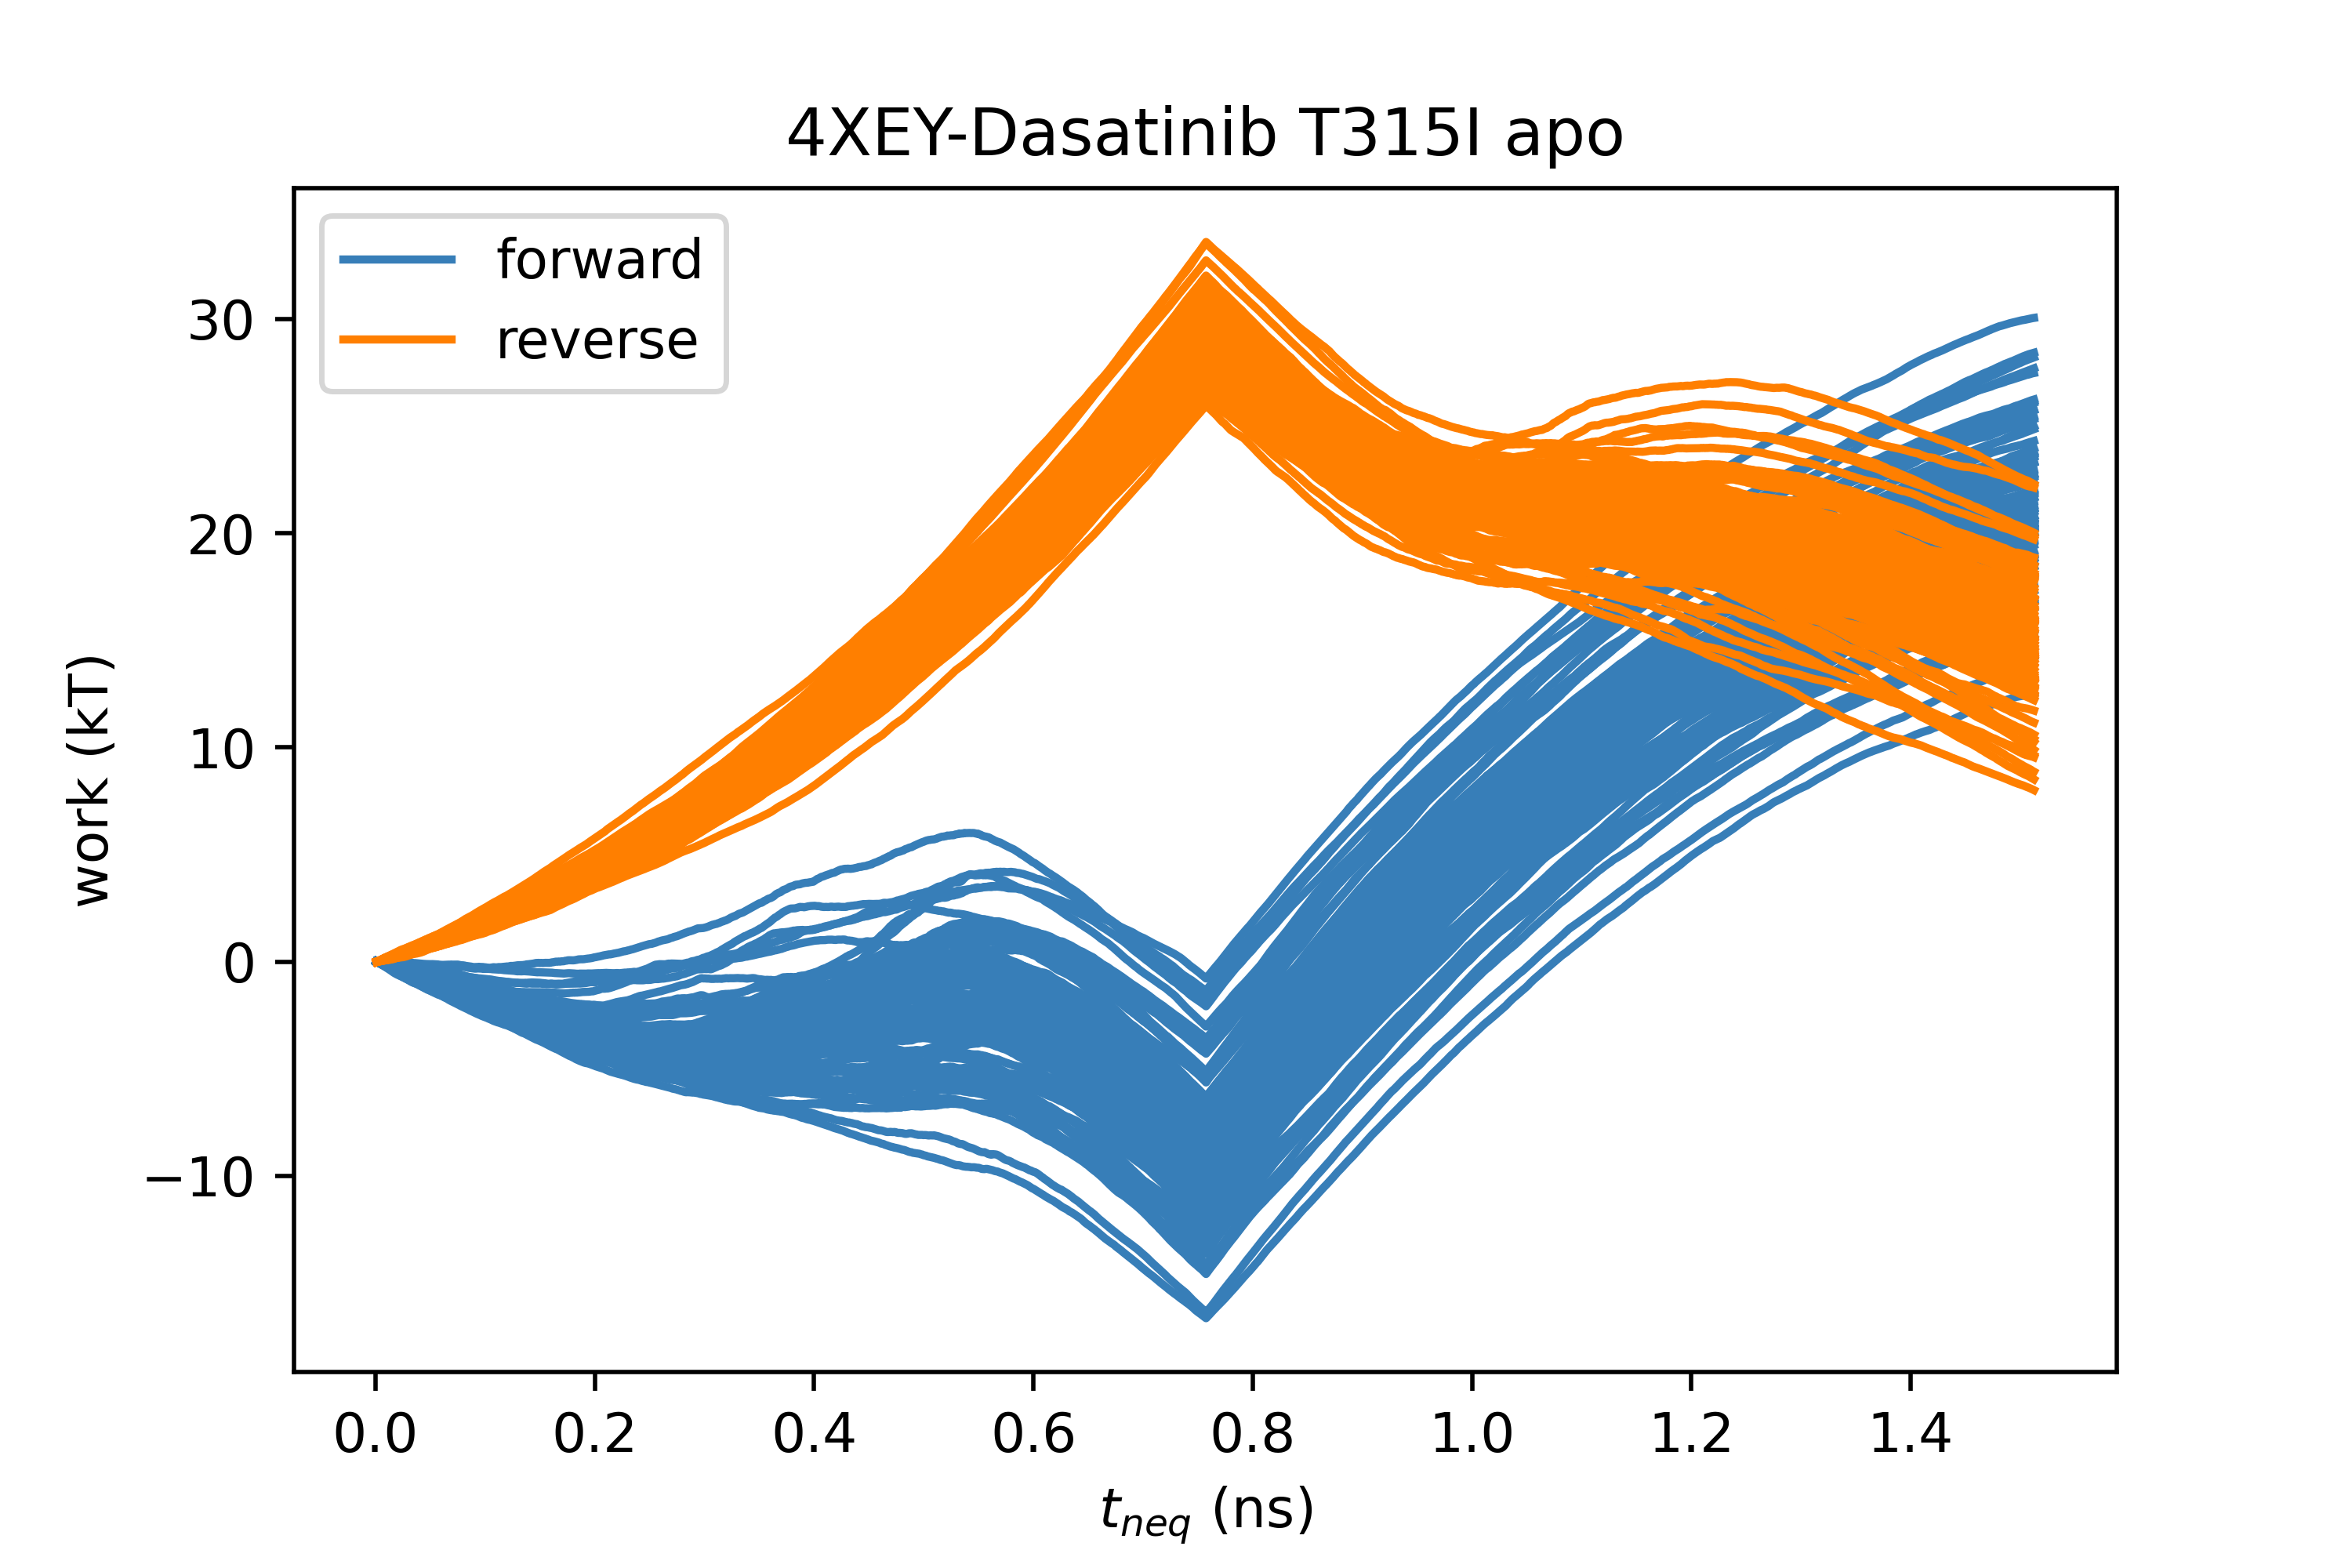 4XEY-Dasatinib T315I apo
forward
reverse
30
20
10
0
−10
work (kT)
0.0 0.2 0.4 0.6 0.8 1.0 1.2 1.4
t_neq (ns)